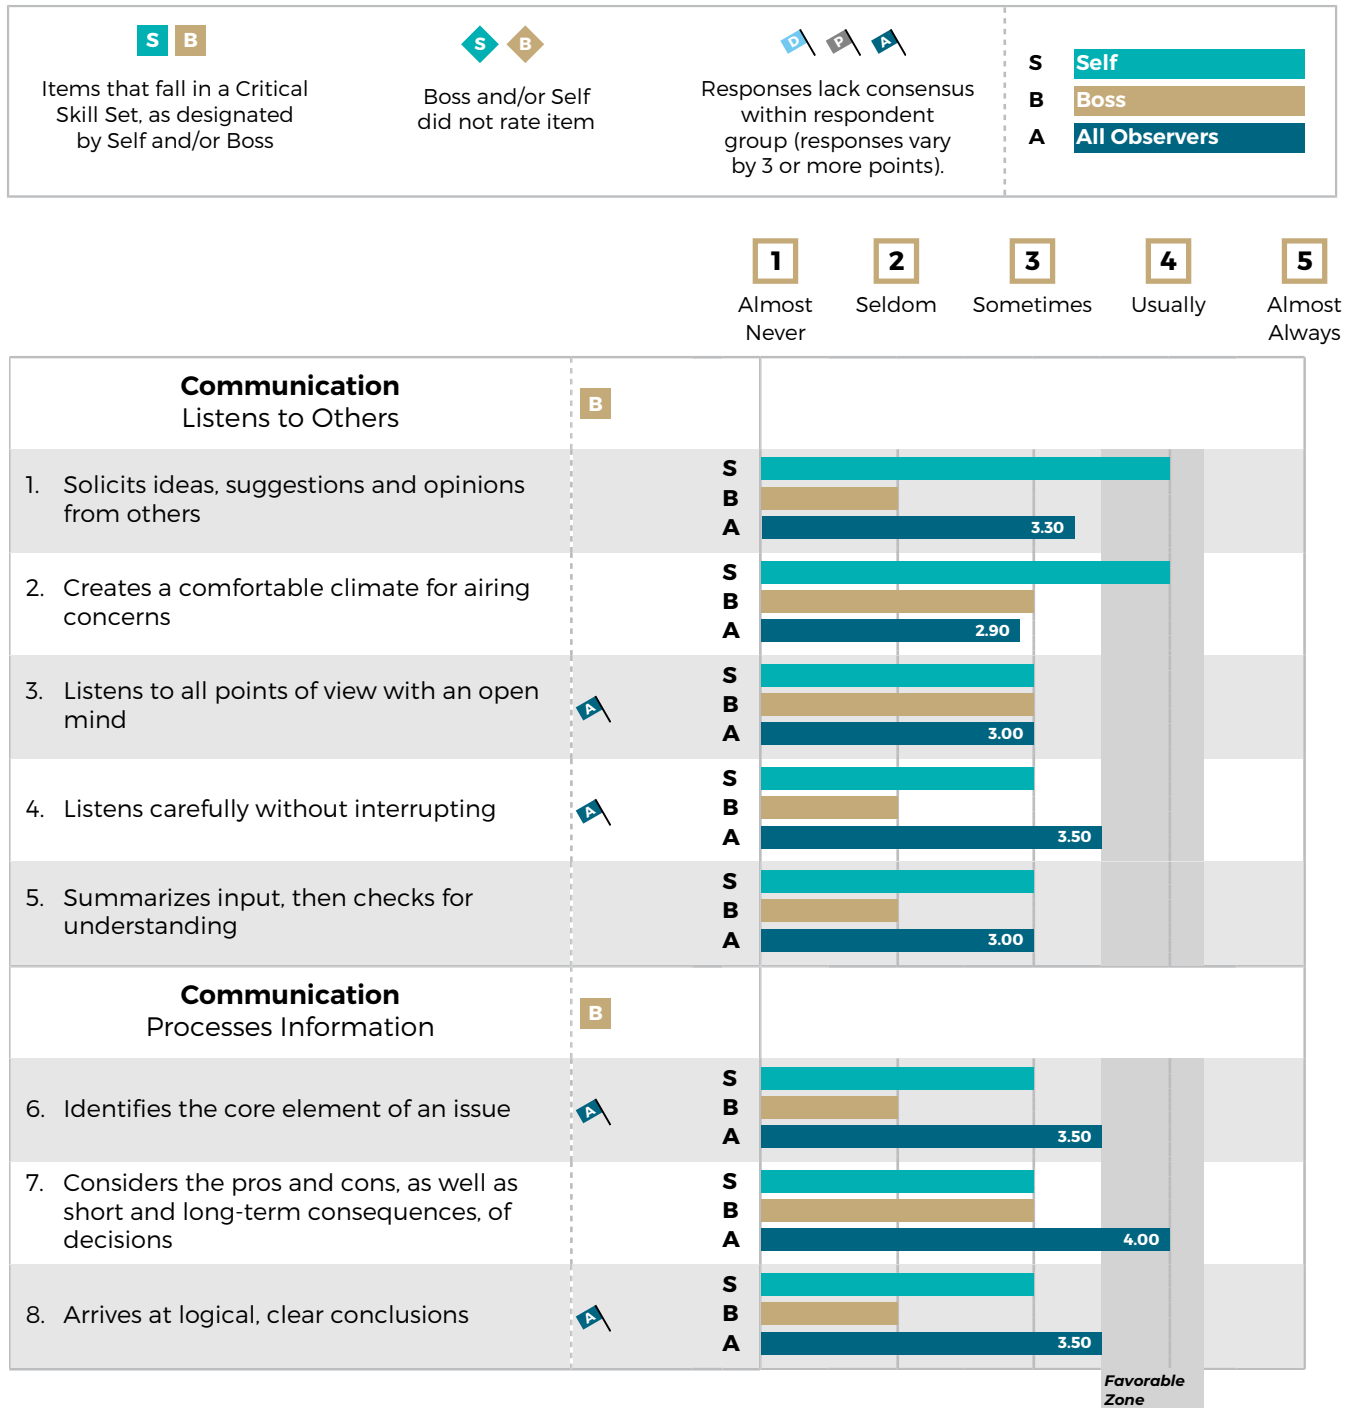 S B
Items that fall in a Critical
Skill Set, as designated
by Self and/or Boss
S B
Boss and/or Self
did not rate item
D P A
Responses lack consensus
within respondent
group (responses vary
by 3 or more points).
S Self
B Boss
A All Observers
1 2 3 4 5
Almost Never
Seldom
Sometimes
Usually
Almost Always
Communication
Listens to Others
B
1. Solicits ideas, suggestions and opinions
from others
S
B
A 3.30
2. Creates a comfortable climate for airing
concerns
S
B
A 2.90
3. Listens to all points of view with an open
mind
A
S
B
A 3.00
4. Listens carefully without interrupting
A
S
B
A 3.50
5. Summarizes input, then checks for
understanding
S
B
A 3.00
Communication
Processes Information
B
6. Identifies the core element of an issue
A
S
B
A 3.50
7. Considers the pros and cons, as well as
short and long-term consequences, of
decisions
S
B
A 4.00
8. Arrives at logical, clear conclusions
A
S
B
A 3.50
Favorable
Zone